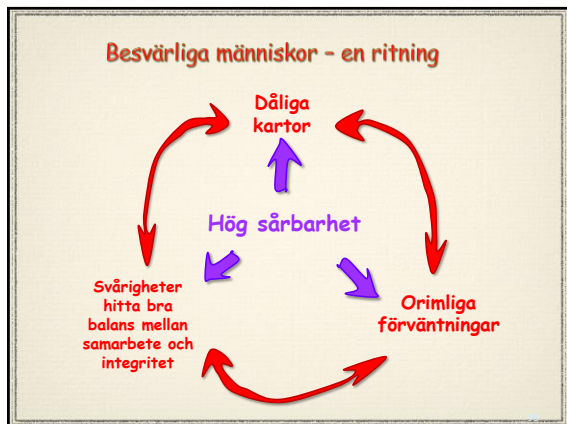 Besvärliga människor – en ritning
Dåliga
kartor
Hög sårbarhet
Svårigheter
hitta bra
balans mellan
samarbete och
integritet
Orimliga
förväntningar